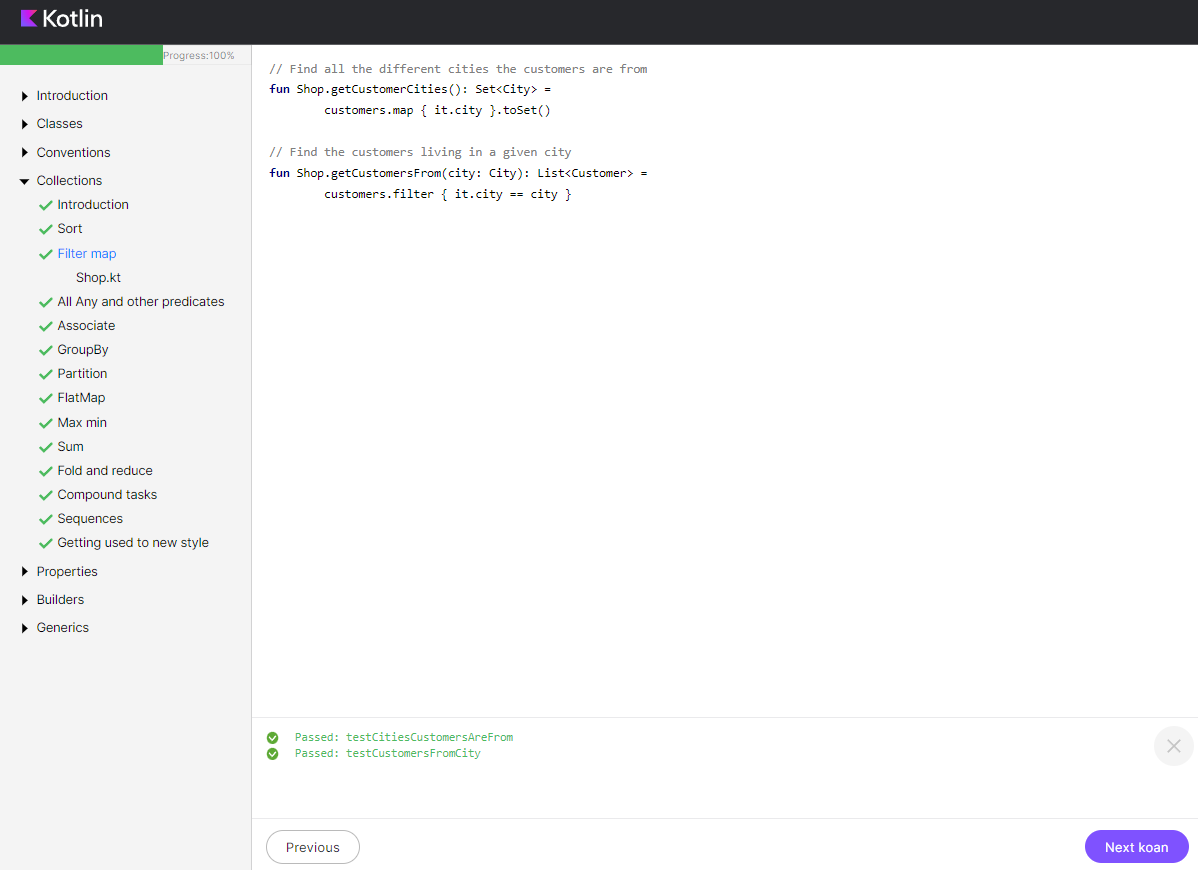 Kotlin
Progress:100%
Introduction
Classes
Conventions
Collections
Introduction
Sort
Filter map
Shop.kt
All Any and other predicates
Associate
GroupBy
Partition
FlatMap
Max min
Sum
Fold and reduce
Compound tasks
Sequences
Getting used to new style
Properties
Builders
Generics
// Find all the different cities the customers are from
fun Shop.getCustomerCities(): Set<City> =
customers.map { it.city }.toSet()
// Find the customers living in a given city
fun Shop.getCustomersFrom(city: City): List<Customer> =
customers.filter { it.city == city }
Passed: testCitiesCustomersAreFrom
Passed: testCustomersFromCity
Previous
Next koan